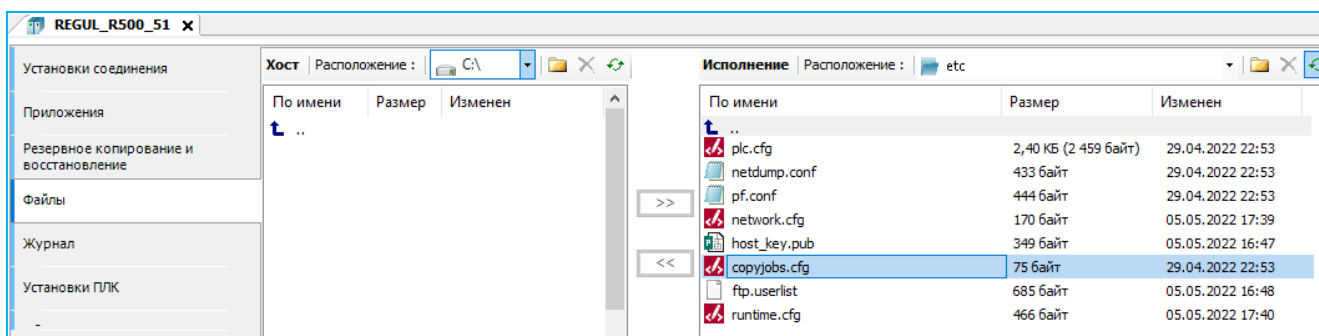 REGUL_R500_51 x
Установки соединения
Приложения
Резервное копирование и
восстановление
Файлы
Журнал
Установки ПЛК
Хост Расположение : C:\
По имени Размер Изменен
..
>>
<<
Исполнение Расположение : etc
По имени Размер Изменен
..
plc.cfg 2,40 КБ (2 459 байт) 29.04.2022 22:53
netdump.conf 433 байт 29.04.2022 22:53
pf.conf 444 байт 29.04.2022 22:53
network.cfg 170 байт 05.05.2022 17:39
host_key.pub 349 байт 05.05.2022 16:47
copyjobs.cfg 75 байт 29.04.2022 22:53
ftp.userlist 685 байт 05.05.2022 16:48
runtime.cfg 466 байт 05.05.2022 17:40